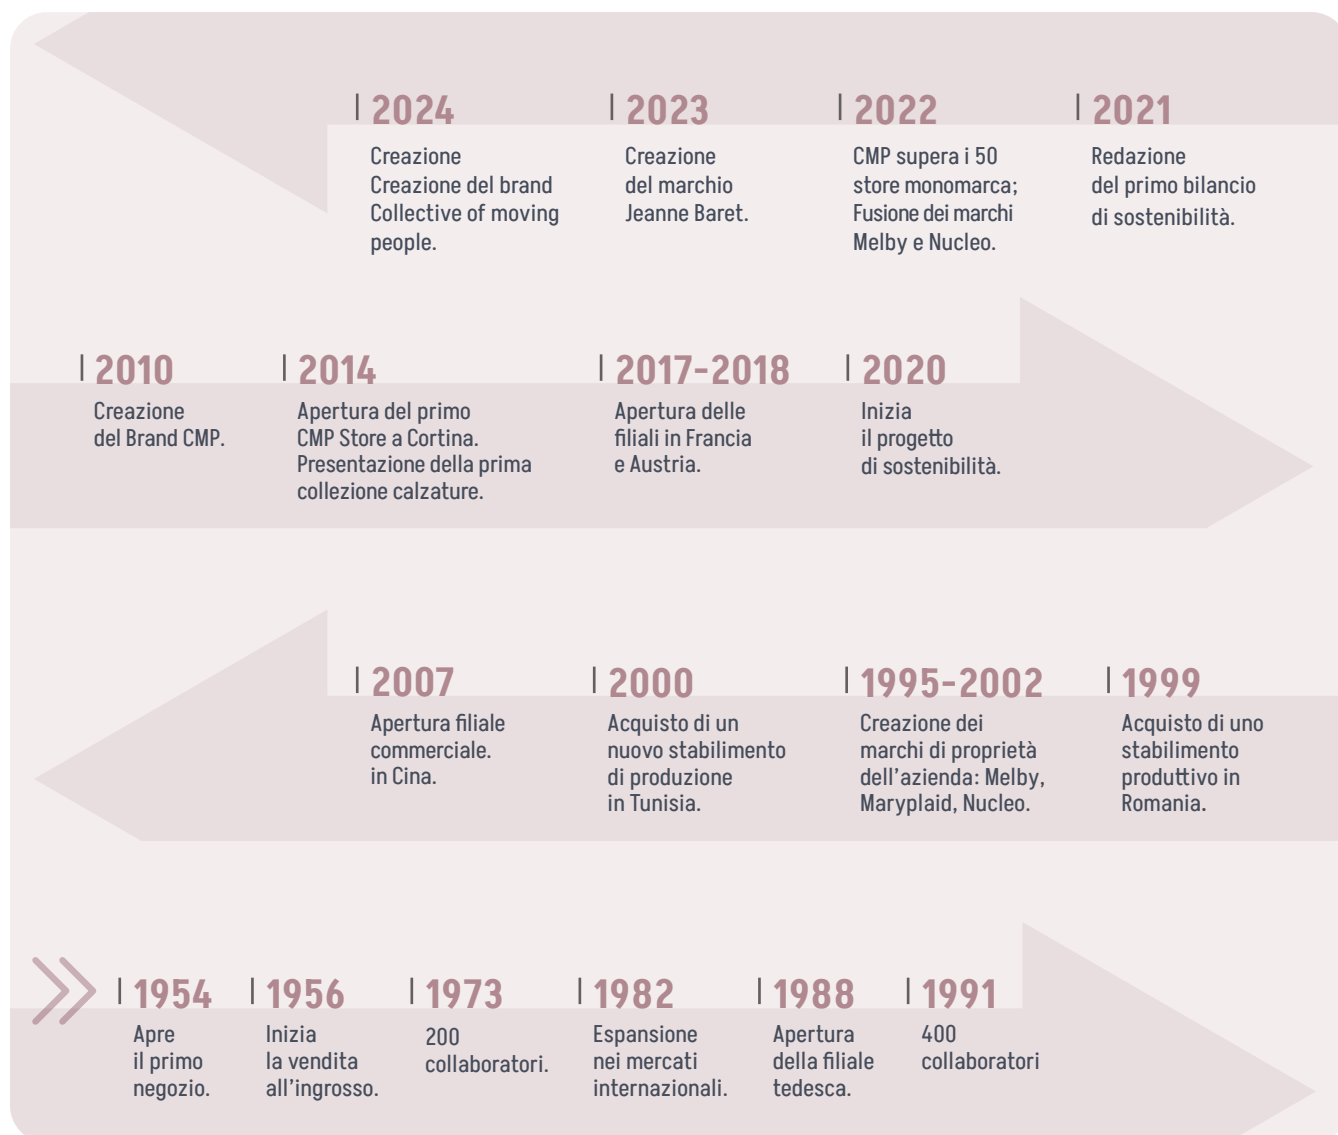 2024
Creazione
Creazione del brand
Collective of moving
people.
2023
Creazione
del marchio
Jeanne Baret.
2022
CMP supera i 50
store monomarca;
Fusione dei marchi
Melby e Nucleo.
2021
Redazione
del primo bilancio
di sostenibilità.
2010
Creazione
del Brand CMP.
2014
Apertura del primo
CMP Store a Cortina.
Presentazione della prima
collezione calzature.
2017-2018
Apertura delle
filiali in Francia
e Austria.
2020
Inizia
il progetto
di sostenibilità.
2007
Apertura filiale
commerciale.
in Cina.
2000
Acquisto di un
nuovo stabilimento
di produzione
in Tunisia.
1995-2002
Creazione dei
marchi di proprietà
dell'azienda: Melby,
Maryplaid, Nucleo.
1999
Acquisto di uno
stabilimento
produttivo in
Romania.
1954
Apre
il primo
negozio.
1956
Inizia
la vendita
all'ingrosso.
1973
200
collaboratori.
1982
Espansione
nei mercati
internazionali.
1988
Apertura
della filiale
tedesca.
1991
400
collaboratori